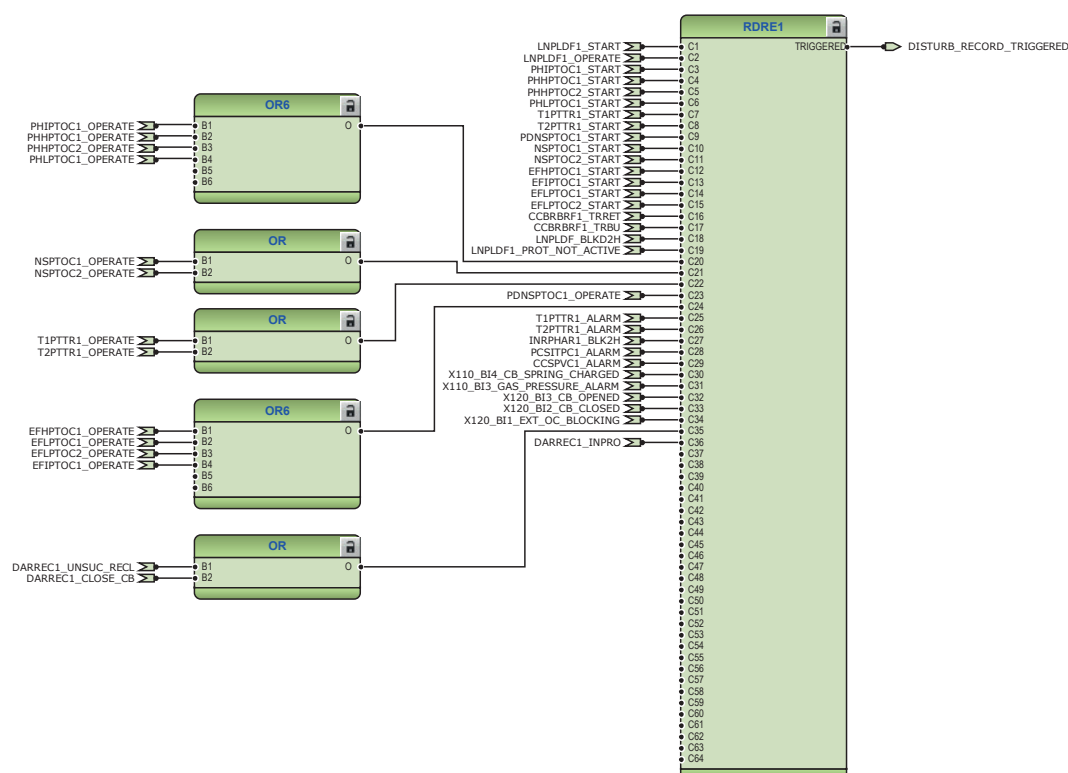 RDRE1
TRIGGERED
DISTURB_RECORD_TRIGGERED
LNPLDF1_START C1
LNPLDF1_OPERATE C2
PHIPTOC1_START C3
PHHPTOC1_START C4
PHHPTOC2_START C5
PHLPTOC1_START C6
T1PTTR1_START C7
T2PTTR1_START C8
PDNSPTOC1_START C9
NSPTOC1_START C10
NSPTOC2_START C11
EFHPTOC1_START C12
EFIPTOC1_START C13
EFLPTOC1_START C14
EFLPTOC2_START C15
CCBRBRF1_TRRET C16
CCBRBRF1_TRBU C17
LNPLDF_BLKD2H C18
LNPLDF1_PROT_NOT_ACTIVE C19
C20
C21
C22
PDNSPTOC1_OPERATE C23
C24
T1PTTR1_ALARM C25
T2PTTR1_ALARM C26
INRPHAR1_BLK2H C27
PCSITPC1_ALARM C28
CCSPVC1_ALARM C29
X110_BI4_CB_SPRING_CHARGED C30
X110_BI3_GAS_PRESSURE_ALARM C31
X120_BI3_CB_OPENED C32
X120_BI2_CB_CLOSED C33
X120_BI1_EXT_OC_BLOCKING C34
C35
DARREC1_INPRO C36
C37
C38
C39
C40
C41
C42
C43
C44
C45
C46
C47
C48
C49
C50
C51
C52
C53
C54
C55
C56
C57
C58
C59
C60
C61
C62
C63
C64
OR6
PHIPTOC1_OPERATE B1 O
PHHPTOC1_OPERATE B2
PHHPTOC2_OPERATE B3
PHLPTOC1_OPERATE B4
B5
B6
OR
NSPTOC1_OPERATE B1 O
NSPTOC2_OPERATE B2
OR
T1PTTR1_OPERATE B1 O
T2PTTR1_OPERATE B2
OR6
EFHPTOC1_OPERATE B1 O
EFLPTOC1_OPERATE B2
EFLPTOC2_OPERATE B3
EFIPTOC1_OPERATE B4
B5
B6
OR
DARREC1_UNSUC_RECL B1 O
DARREC1_CLOSE_CB B2